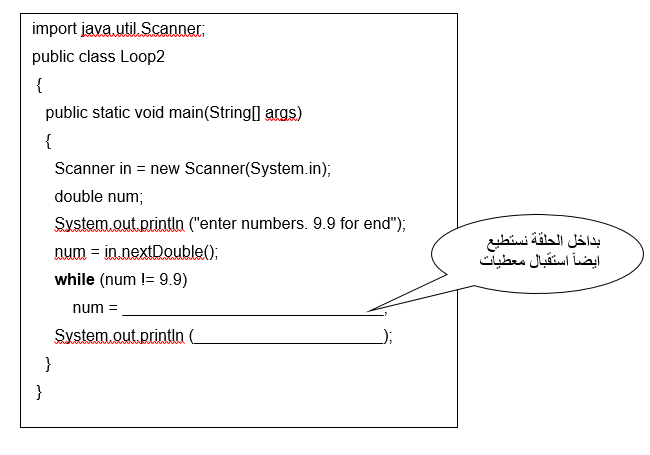 import java.util.Scanner;
public class Loop2
{
public static void main(String[] args)
{
Scanner in = new Scanner(System.in);
double num;
System.out.println ("enter numbers. 9.9 for end");
num = in.nextDouble();
while (num != 9.9)
num = ______________________________;
System.out.println (______________________);
}
}
بداخل الحلقة نستطيع
ايضاً استقبال معطيات